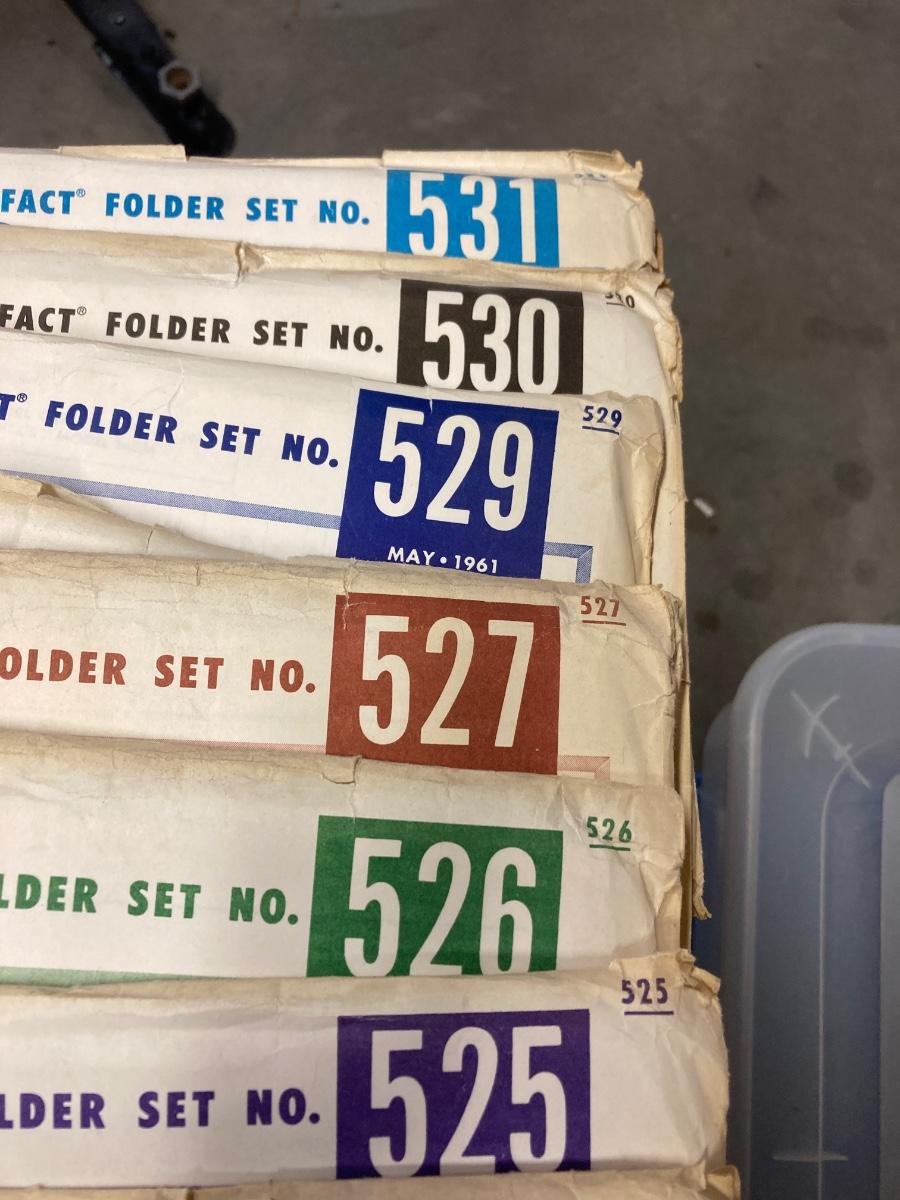 FACT® FOLDER SET NO. 531
FACT® FOLDER SET NO. 530
T® FOLDER SET NO. 529 529
MAY • 1961
OLDER SET NO. 527 527
LDER SET NO. 526 526
LDER SET NO. 525 525